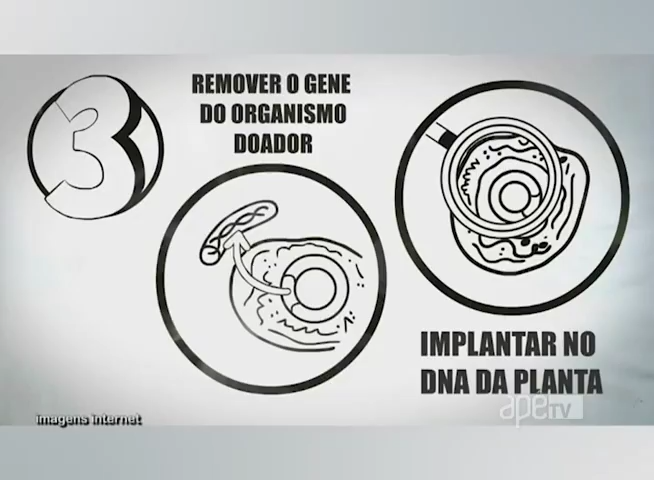 3
REMOVER O GENE
DO ORGANISMO
DOADOR
IMPLANTAR NO
DNA DA PLANTA
apeTV
imagens internet